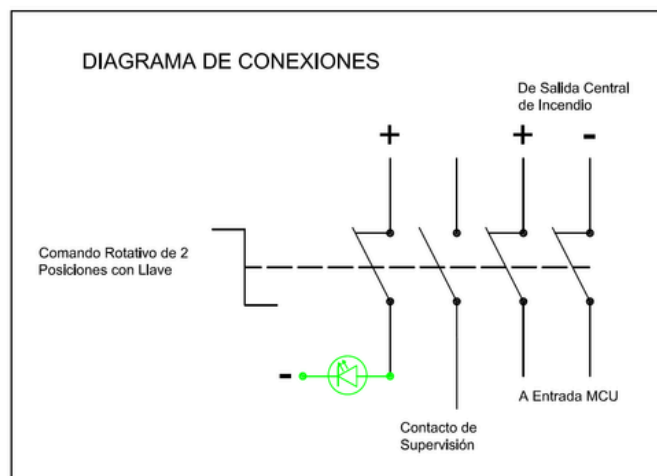 DIAGRAMA DE CONEXIONES
De Salida Central
de Incendio
+
+
-
Comando Rotativo de 2
Posiciones con Llave
-
A Entrada MCU
Contacto de
Supervisión